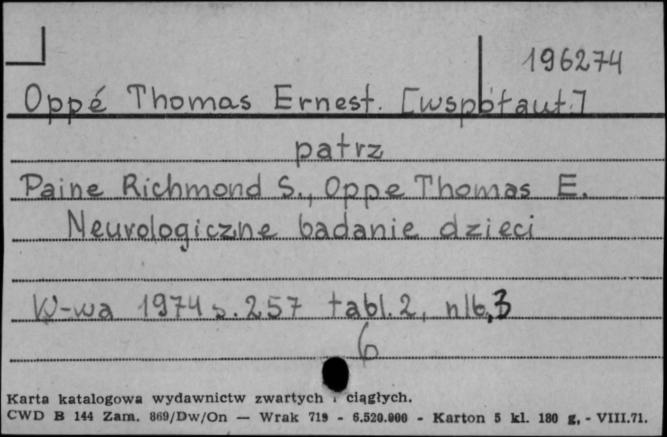 196274
Oppé Thomas Ernest. [współaut.]
patrz
Paine Richmond S., Oppe Thomas E.
Neurologiczne badanie dzieci
W-wa 1974 s. 257 tabl. 2, nlb, 3
6
Karta katalogowa wydawnictw zwartych i ciągłych.
CWD B 144 Zam. 869/Dw/On — Wrak 719 - 6.520.000 - Karton 5 kl. 180 g, - VIII.71.